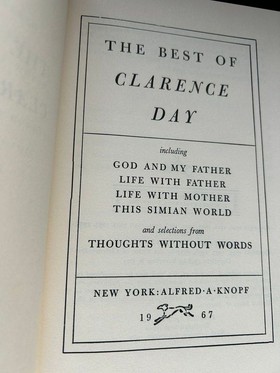 THE BEST OF
CLARENCE
DAY
including
GOD AND MY FATHER
LIFE WITH FATHER
LIFE WITH MOTHER
THIS SIMIAN WORLD
and selections from
THOUGHTS WITHOUT WORDS
NEW YORK: ALFRED · A · KNOPF
19 67